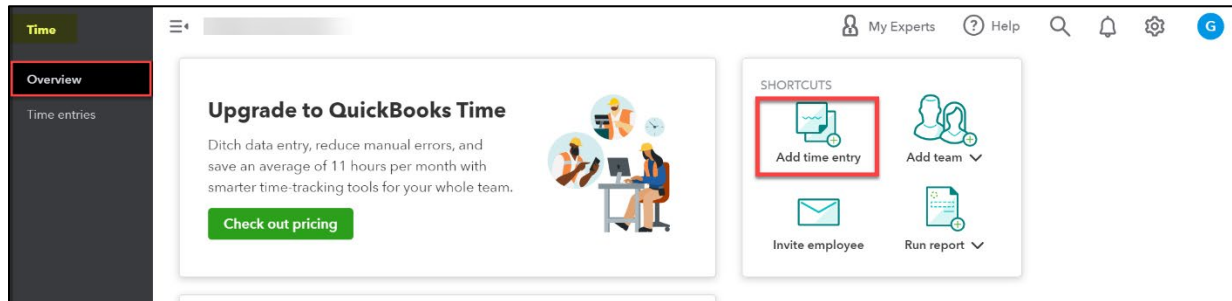 Time
My Experts
Help
G
Overview
Time entries
Upgrade to QuickBooks Time
Ditch data entry, reduce manual errors, and
save an average of 11 hours per month with
smarter time-tracking tools for your whole team.
Check out pricing
SHORTCUTS
Add time entry
Add team
Invite employee
Run report